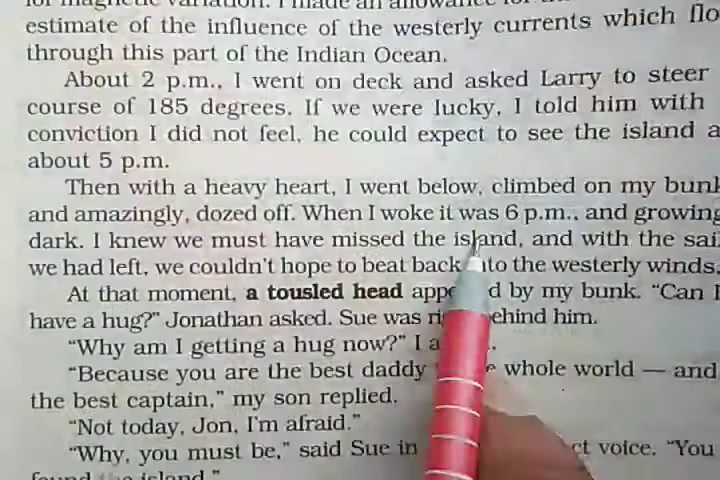 estimate of the influence of the westerly currents which
through this part of the Indian Ocean.
About 2 p.m., I went on deck and asked Larry to steer
course of 185 degrees. If we were lucky, I told him with
conviction I did not feel, he could expect to see the island
about 5 p.m.
Then with a heavy heart, I went below, climbed on my bunk
and amazingly, dozed off. When I woke it was 6 p.m., and growing
dark. I knew we must have missed the island, and with the
we had left, we couldn't hope to beat back into the westerly winds.
At that moment, a tousled head by my bunk. "Can I
have a hug?" Jonathan asked. Sue was behind him.
"Why am I getting a hug now?" I
"Because you are the best daddy whole world — and
the best captain," my son replied.
"Not today, Jon, I'm afraid."
"Why, you must be," said Sue in voice. "You
found the island."